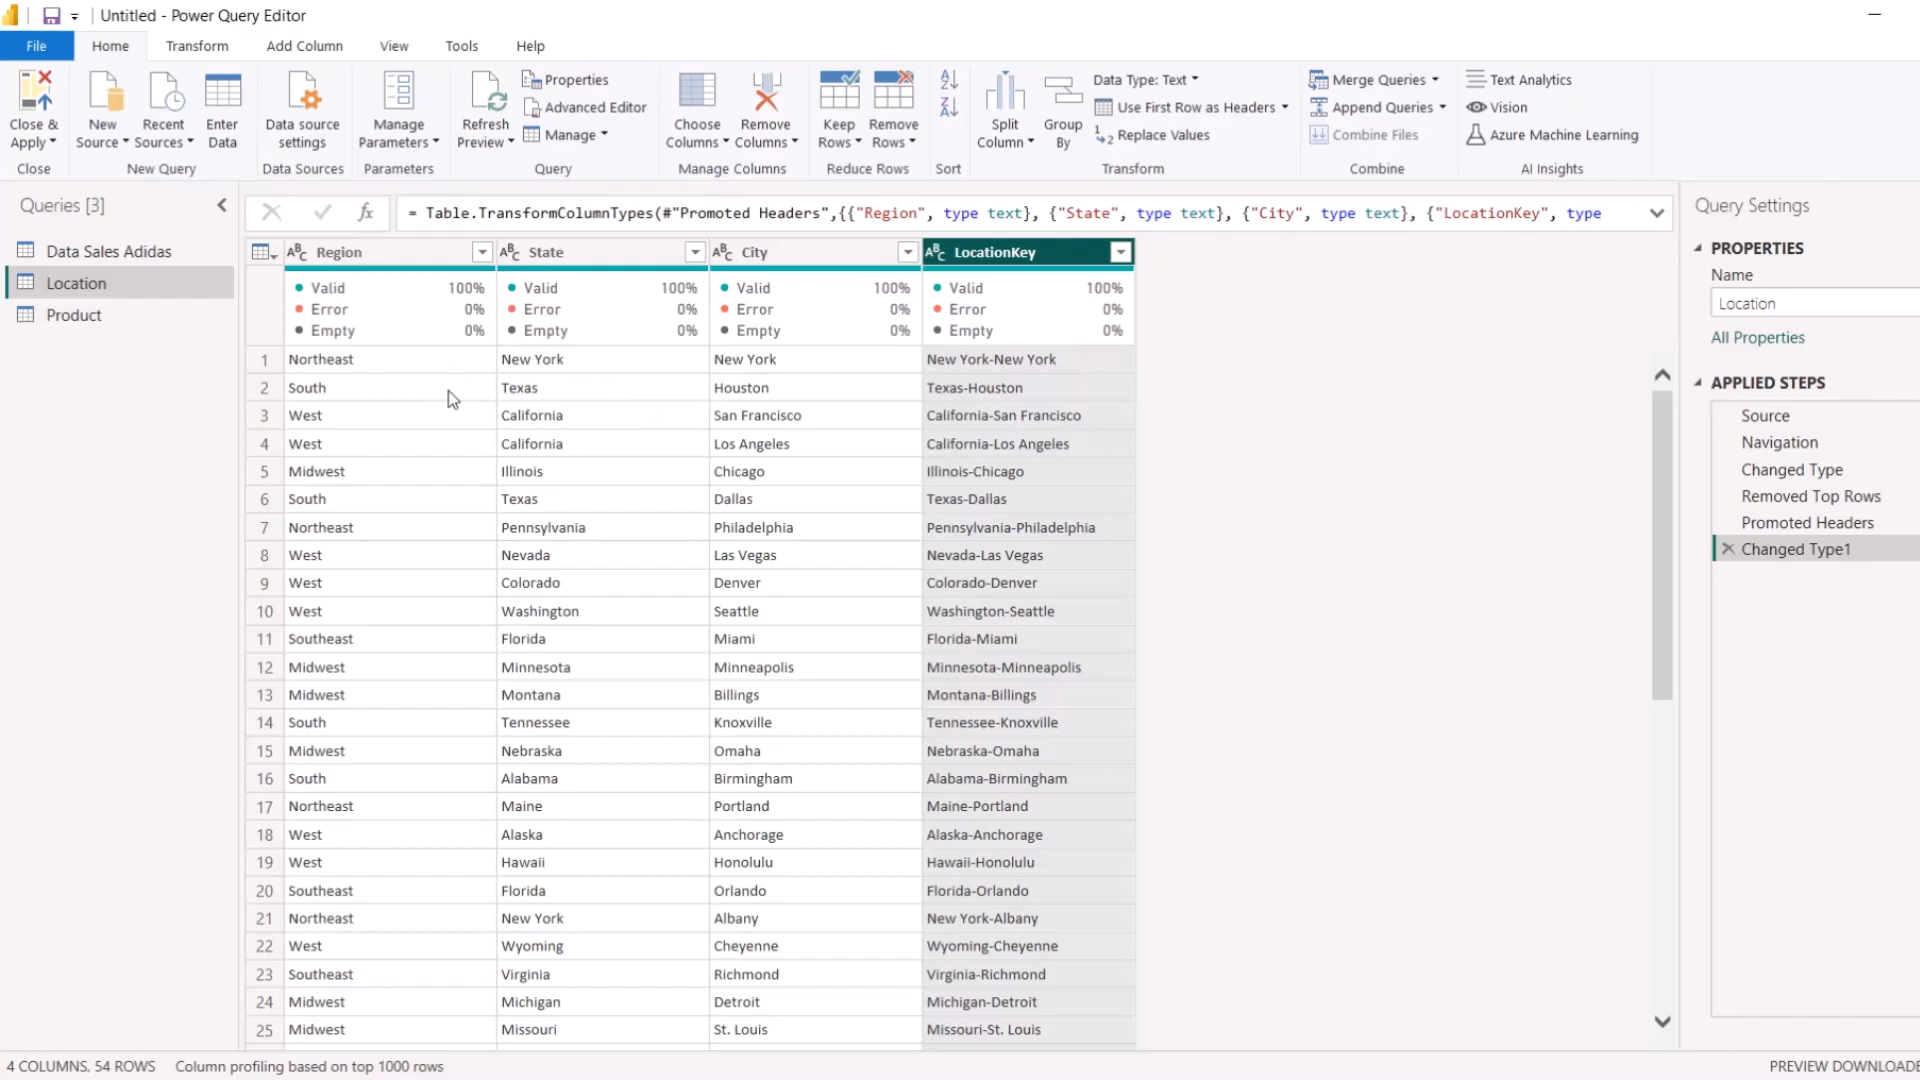 Untitled - Power Query Editor
File Home Transform Add Column View Tools Help
Close & Apply
Close
New Source
Recent Sources
Enter Data
New Query
Data source settings
Data Sources
Manage Parameters
Parameters
Refresh Preview
Properties
Advanced Editor
Manage
Query
Choose Columns
Remove Columns
Manage Columns
Keep Rows
Remove Rows
Reduce Rows
Sort
Split Column
Group By
Data Type: Text
Use First Row as Headers
Replace Values
Transform
Merge Queries
Append Queries
Combine Files
Combine
Text Analytics
Vision
Azure Machine Learning
AI Insights
Queries [3]
Data Sales Adidas
Location
Product
fx = Table.TransformColumnTypes(#"Promoted Headers",{{"Region", type text}, {"State", type text}, {"City", type text}, {"LocationKey", type
ABC Region ABC State ABC City ABC LocationKey
Valid 100% Valid 100% Valid 100% Valid 100%
Error 0% Error 0% Error 0% Error 0%
Empty 0% Empty 0% Empty 0% Empty 0%
1 Northeast New York New York New York-New York
2 South Texas Houston Texas-Houston
3 West California San Francisco California-San Francisco
4 West California Los Angeles California-Los Angeles
5 Midwest Illinois Chicago Illinois-Chicago
6 South Texas Dallas Texas-Dallas
7 Northeast Pennsylvania Philadelphia Pennsylvania-Philadelphia
8 West Nevada Las Vegas Nevada-Las Vegas
9 West Colorado Denver Colorado-Denver
10 West Washington Seattle Washington-Seattle
11 Southeast Florida Miami Florida-Miami
12 Midwest Minnesota Minneapolis Minnesota-Minneapolis
13 Midwest Montana Billings Montana-Billings
14 South Tennessee Knoxville Tennessee-Knoxville
15 Midwest Nebraska Omaha Nebraska-Omaha
16 South Alabama Birmingham Alabama-Birmingham
17 Northeast Maine Portland Maine-Portland
18 West Alaska Anchorage Alaska-Anchorage
19 West Hawaii Honolulu Hawaii-Honolulu
20 Southeast Florida Orlando Florida-Orlando
21 Northeast New York Albany New York-Albany
22 West Wyoming Cheyenne Wyoming-Cheyenne
23 Southeast Virginia Richmond Virginia-Richmond
24 Midwest Michigan Detroit Michigan-Detroit
25 Midwest Missouri St. Louis Missouri-St. Louis
Query Settings
PROPERTIES
Name
Location
All Properties
APPLIED STEPS
Source
Navigation
Changed Type
Removed Top Rows
Promoted Headers
Changed Type1
4 COLUMNS, 54 ROWS Column profiling based on top 1000 rows
PREVIEW DOWNLOADE